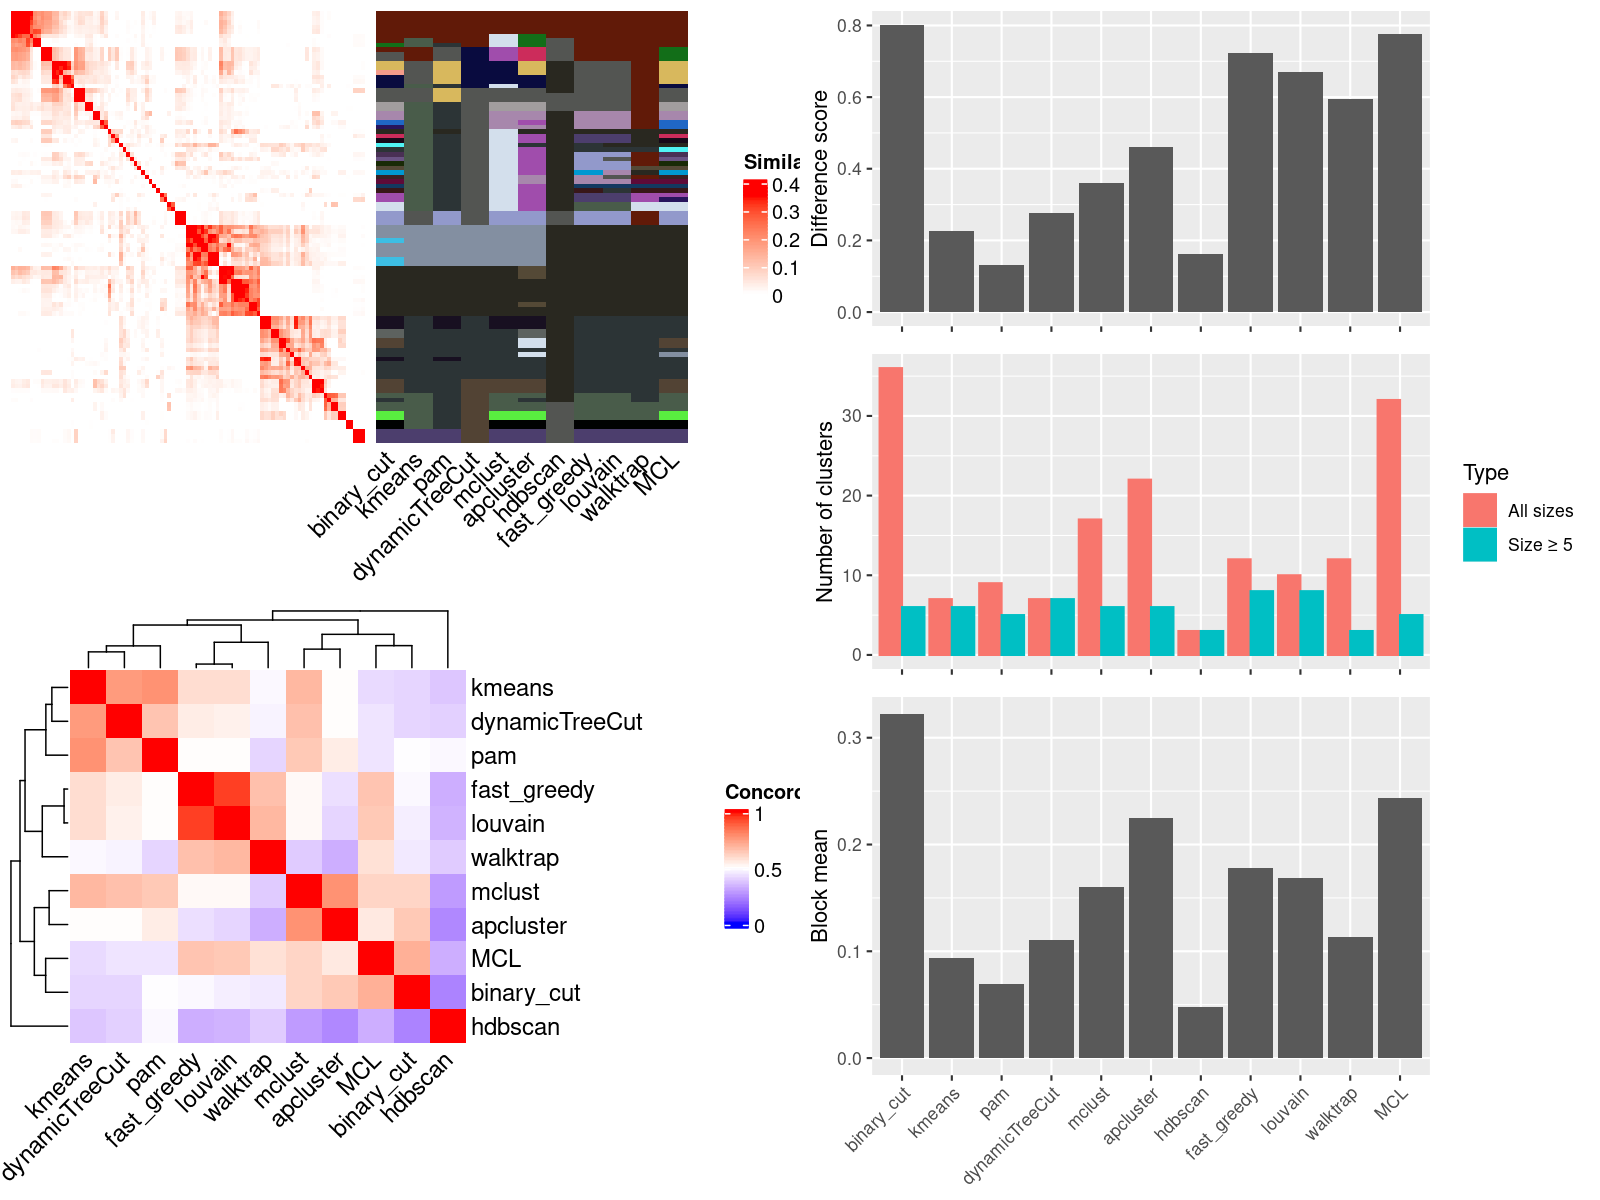 Simila
0.4
0.3
0.2
0.1
0
binary_cut
kmeans
pam
dynamicTreeCut
mclust
apcluster
hdbscan
fast_greedy
louvain
walktrap
MCL
kmeans
dynamicTreeCut
pam
fast_greedy
louvain
walktrap
mclust
apcluster
MCL
binary_cut
hdbscan
kmeans
dynamicTreeCut
pam
fast_greedy
louvain
walktrap
mclust
apcluster
MCL
binary_cut
hdbscan
Concord
1
0.5
0
Difference score
0.8
0.6
0.4
0.2
0.0
Number of clusters
30
20
10
0
Type
All sizes
Size ≥ 5
Block mean
0.3
0.2
0.1
0.0
binary_cut
kmeans
pam
dynamicTreeCut
mclust
apcluster
hdbscan
fast_greedy
louvain
walktrap
MCL